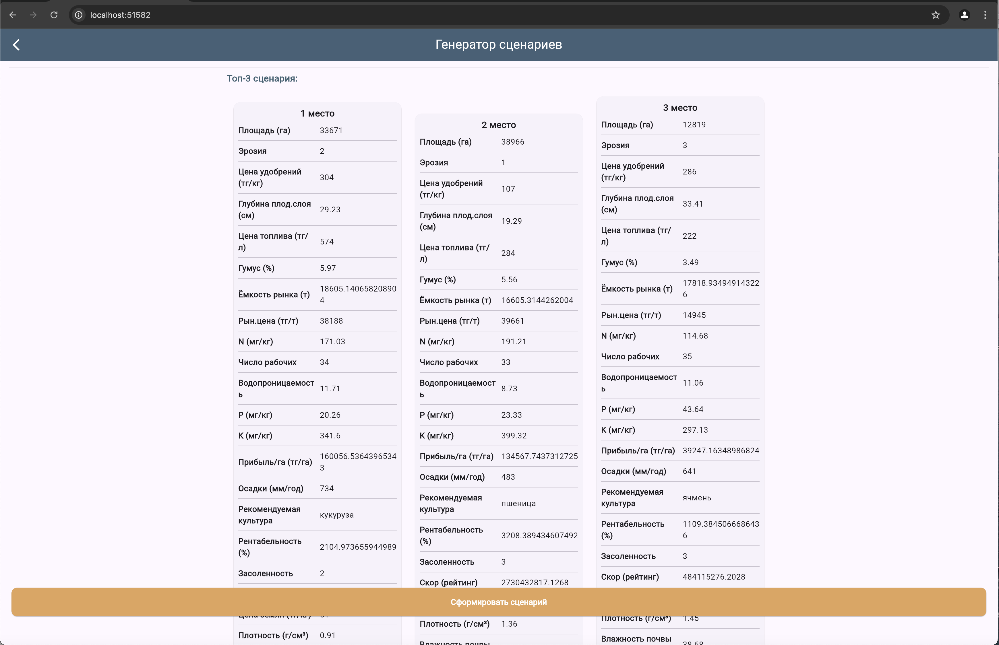 localhost:51582
Генератор сценариев
Топ-3 сценария:
1 место
Площадь (га) 33671
Эрозия 2
Цена удобрений
(тг/кг) 304
Глубина плод.слоя
(см) 29.23
Цена топлива (тг/
л) 574
Гумус (%) 5.97
Ёмкость рынка (т) 18605.14065820890
4
Рын.цена (тг/т) 38188
N (мг/кг) 171.03
Число рабочих 34
Водопроницаемост
ь 11.71
P (мг/кг) 20.26
K (мг/кг) 341.6
Прибыль/га (тг/га) 160056.5364396534
3
Осадки (мм/год) 734
Рекомендуемая
культура кукуруза
Рентабельность
(%) 2104.973655944989
Засоленность 2
Плотность (г/см³) 0.91
2 место
Площадь (га) 38966
Эрозия 1
Цена удобрений
(тг/кг) 107
Глубина плод.слоя
(см) 19.29
Цена топлива (тг/
л) 284
Гумус (%) 5.56
Ёмкость рынка (т) 16605.3144262004
Рын.цена (тг/т) 39661
N (мг/кг) 191.21
Число рабочих 33
Водопроницаемост
ь 8.73
P (мг/кг) 23.33
K (мг/кг) 399.32
Прибыль/га (тг/га) 134567.7437312725
Осадки (мм/год) 483
Рекомендуемая
культура пшеница
Рентабельность
(%) 3208.389434607492
Засоленность 3
Скор (рейтинг) 2730432817.1268
Плотность (г/см³) 1.36
Влажность почвы
3 место
Площадь (га) 12819
Эрозия 3
Цена удобрений
(тг/кг) 286
Глубина плод.слоя
(см) 33.41
Цена топлива (тг/
л) 222
Гумус (%) 3.49
Ёмкость рынка (т) 17818.93494914322
6
Рын.цена (тг/т) 14945
N (мг/кг) 114.68
Число рабочих 35
Водопроницаемост
ь 11.06
P (мг/кг) 43.64
K (мг/кг) 297.13
Прибыль/га (тг/га) 39247.16348986824
Осадки (мм/год) 641
Рекомендуемая
культура ячмень
Рентабельность
(%) 1109.384506668643
6
Засоленность 3
Скор (рейтинг) 484115276.2028
Плотность (г/см³) 1.45
Влажность почвы
38.68
Сформировать сценарий